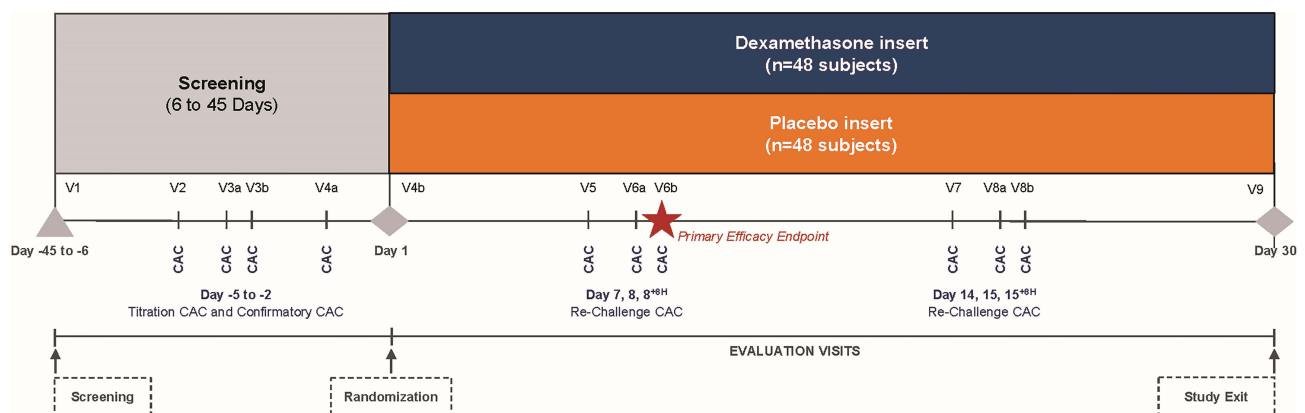 Dexamethasone insert
(n=48 subjects)
Screening
(6 to 45 Days)
Placebo insert
(n=48 subjects)
V1 V2 V3a V3b V4a V4b V5 V6a V6b V7 V8a V8b V9
Primary Efficacy Endpoint
Day -45 to -6 CAC CAC CAC CAC Day 1 CAC CAC CAC CAC CAC CAC Day 30
Day -5 to -2 Day 7, 8, 8+8H Day 14, 15, 15+8H
Titration CAC and Confirmatory CAC Re-Challenge CAC Re-Challenge CAC
EVALUATION VISITS
Screening Randomization Study Exit